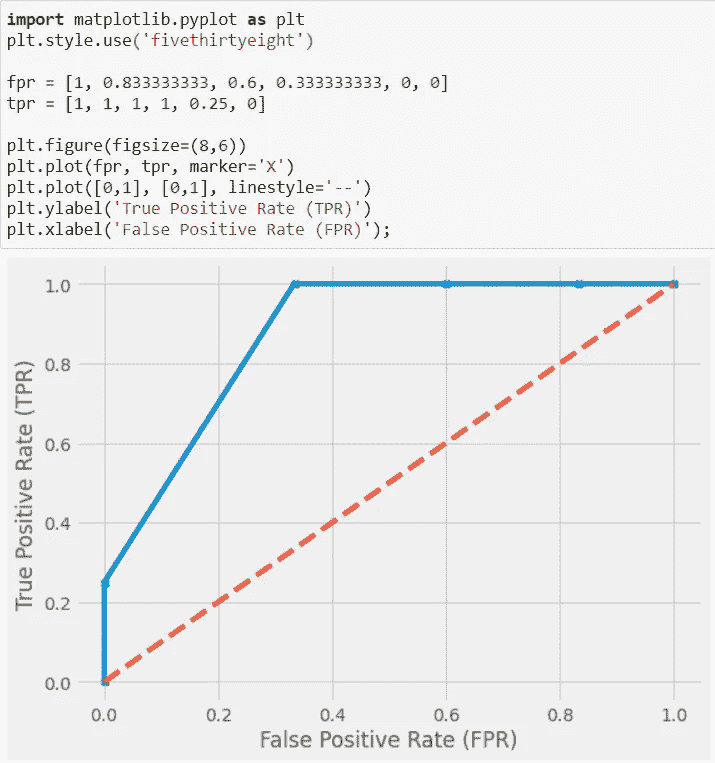 import matplotlib.pyplot as plt
plt.style.use('fivethirtyeight')
fpr = [1, 0.833333333, 0.6, 0.333333333, 0, 0]
tpr = [1, 1, 1, 1, 0.25, 0]
plt.figure(figsize=(8,6))
plt.plot(fpr, tpr, marker='X')
plt.plot([0,1], [0,1], linestyle='--')
plt.ylabel('True Positive Rate (TPR)')
plt.xlabel('False Positive Rate (FPR)');
True Positive Rate (TPR)
1.0
0.8
0.6
0.4
0.2
0.0
0.0 0.2 0.4 0.6 0.8 1.0
False Positive Rate (FPR)